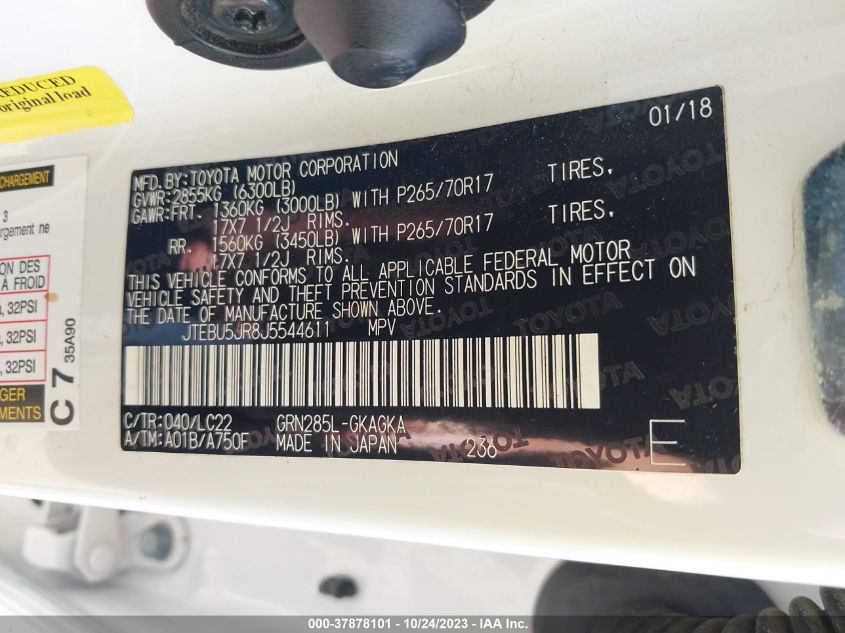 REDUCED
original load
CHARGEMENT
3
argement ne
ION DES
À FROID
, 32PSI
, 32PSI
, 32PSI
GER
MENTS
C 7 35A90
01/18
MFD.BY:TOYOTA MOTOR CORPORATION
GVWR:2855KG (6300LB)
GAWR:FRT. 1360KG (3000LB) WITH P265/70R17 TIRES,
17X7 1/2J RIMS.
RR. 1560KG (3450LB) WITH P265/70R17 TIRES,
17X7 1/2J RIMS.
THIS VEHICLE CONFORMS TO ALL APPLICABLE FEDERAL MOTOR
VEHICLE SAFETY AND THEFT PREVENTION STANDARDS IN EFFECT ON
THE DATE OF MANUFACTURE SHOWN ABOVE.
JTEBU5JR8J5544611 MPV
C/TR:040/LC22 GRN285L-GKAGKA
A/TM:A01B/A750F MADE IN JAPAN 236 E
000-37878101 - 10/24/2023 - IAA Inc.